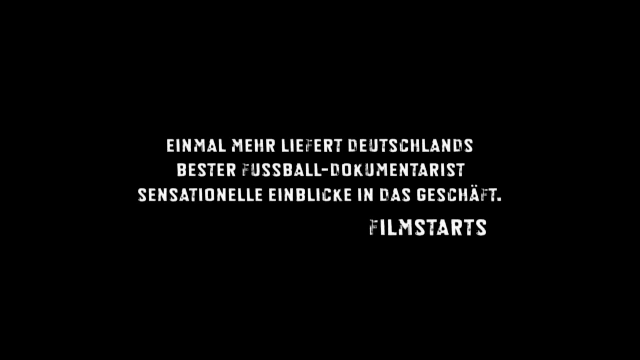 EINMAL MEHR LIEFERT DEUTSCHLANDS
BESTER FUSSBALL-DOKUMENTARIST
SENSATIONELLE EINBLICKE IN DAS GESCHÄFT.
FILMSTARTS